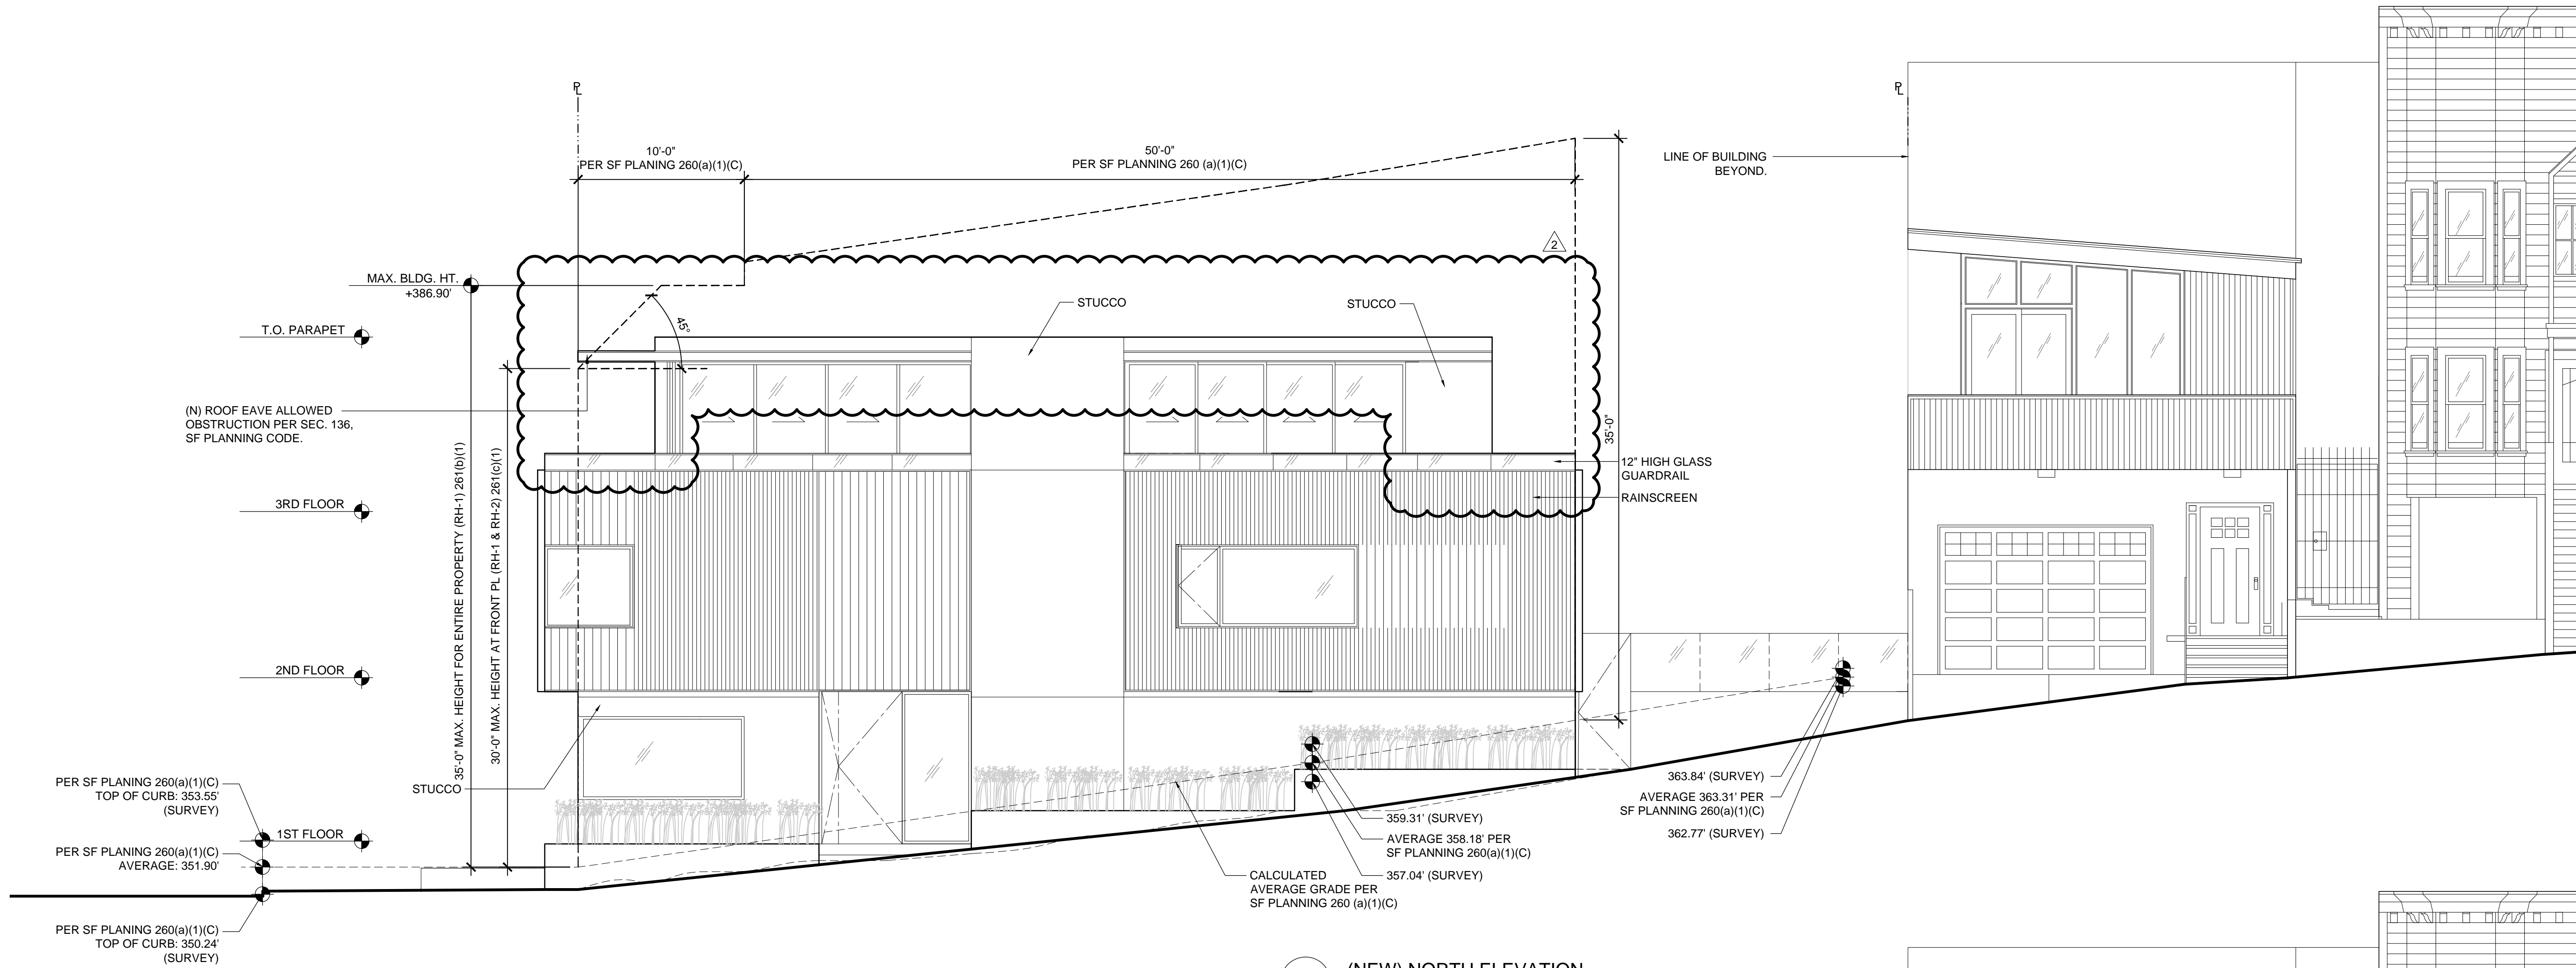 PL
PL
10'-0"
PER SF PLANING 260(a)(1)(C)
50'-0"
PER SF PLANNING 260 (a)(1)(C)
LINE OF BUILDING
BEYOND.
2
MAX. BLDG. HT.
+386.90'
STUCCO
STUCCO
T.O. PARAPET
45°
(N) ROOF EAVE ALLOWED
OBSTRUCTION PER SEC. 136,
SF PLANNING CODE.
35'-0" MAX. HEIGHT FOR ENTIRE PROPERTY (RH-1) 261(b)(1)
30'-0" MAX. HEIGHT AT FRONT PL (RH-1 & RH-2) 261(c)(1)
35'-0"
12" HIGH GLASS
GUARDRAIL
RAINSCREEN
3RD FLOOR
2ND FLOOR
STUCCO
PER SF PLANING 260(a)(1)(C)
TOP OF CURB: 353.55'
(SURVEY)
1ST FLOOR
PER SF PLANING 260(a)(1)(C)
AVERAGE: 351.90'
PER SF PLANING 260(a)(1)(C)
TOP OF CURB: 350.24'
(SURVEY)
363.84' (SURVEY)
AVERAGE 363.31' PER
SF PLANNING 260(a)(1)(C)
362.77' (SURVEY)
359.31' (SURVEY)
AVERAGE 358.18' PER
SF PLANNING 260(a)(1)(C)
357.04' (SURVEY)
CALCULATED
AVERAGE GRADE PER
SF PLANNING 260 (a)(1)(C)
(NEW) NORTH ELEVATION